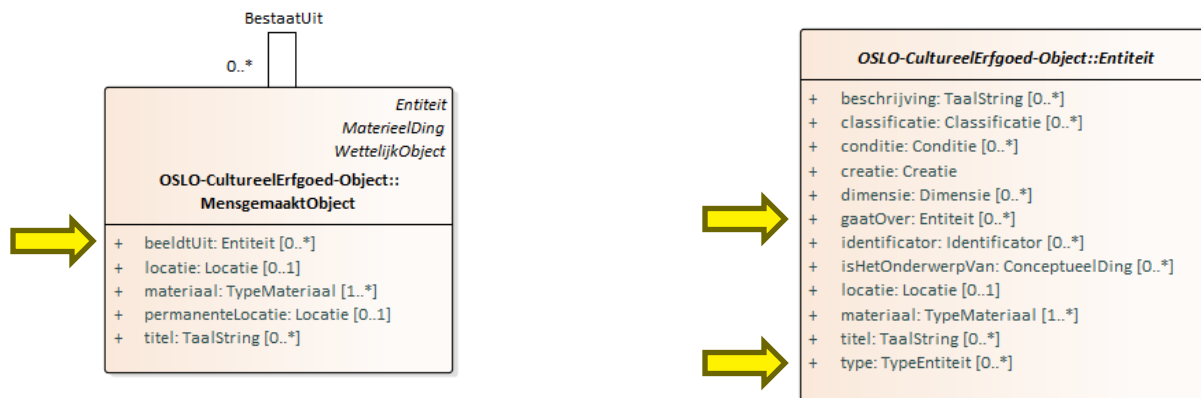 BestaatUit
0..*
Entiteit
MaterieelDing
WettelijkObject
OSLO-CultureelErfgoed-Object::
MensgemaaktObject
+ beeldtUit: Entiteit [0..*]
+ locatie: Locatie [0..1]
+ materiaal: TypeMateriaal [1..*]
+ permanenteLocatie: Locatie [0..1]
+ titel: TaalString [0..*]
OSLO-CultureelErfgoed-Object::Entiteit
+ beschrijving: TaalString [0..*]
+ classificatie: Classificatie [0..*]
+ conditie: Conditie [0..*]
+ creatie: Creatie
+ dimensie: Dimensie [0..*]
+ gaatOver: Entiteit [0..*]
+ identificator: Identificator [0..*]
+ isHetOnderwerpVan: ConceptueelDing [0..*]
+ locatie: Locatie [0..1]
+ materiaal: TypeMateriaal [1..*]
+ titel: TaalString [0..*]
+ type: TypeEntiteit [0..*]